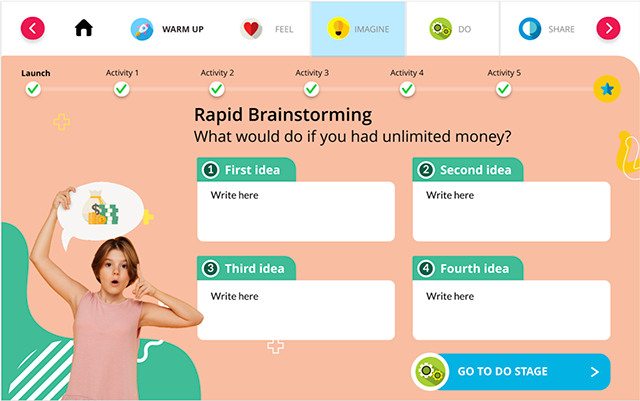 WARM UP
FEEL
IMAGINE
DO
SHARE
Launch
Activity 1
Activity 2
Activity 3
Activity 4
Activity 5
Rapid Brainstorming
What would do if you had unlimited money?
1 First idea
Write here
2 Second idea
Write here
$
3 Third idea
Write here
4 Fourth idea
Write here
GO TO DO STAGE